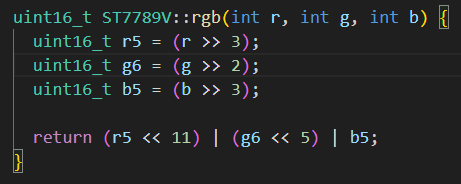 uint16_t ST7789V::rgb(int r, int g, int b) {
  uint16_t r5 = (r >> 3);
  uint16_t g6 = (g >> 2);
  uint16_t b5 = (b >> 3);

  return (r5 << 11) | (g6 << 5) | b5;
}